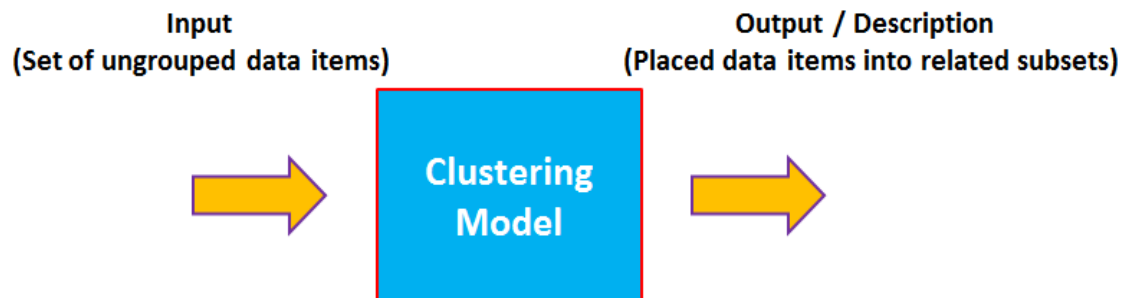 Input
(Set of ungrouped data items)
Output / Description
(Placed data items into related subsets)
Clustering
Model